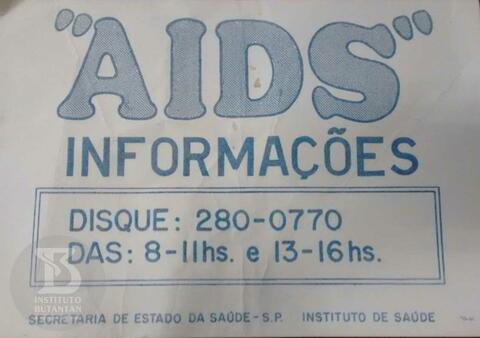 "AIDS"
INFORMAÇÕES
DISQUE: 280-0770
DAS: 8-11hs. e 13-16hs.
INSTITUTO
BUTANTAN
SECRETARIA DE ESTADO DA SAÚDE - S.P. INSTITUTO DE SAÚDE